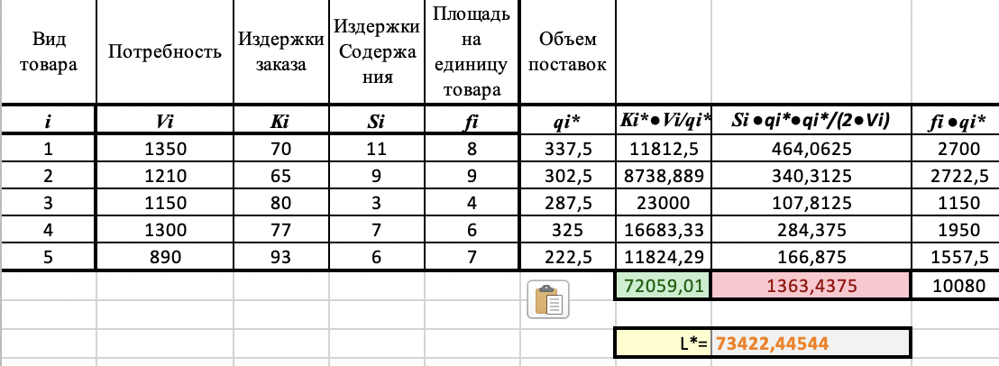 Вид товара	Потребность	Издержки заказа	Издержки Содержа ния	Площадь на единицу товара	Объем поставок
i	Vi	Ki	Si	fi	qi*	Ki*●Vi/qi*	Si ●qi*●qi*/(2●Vi)	fi ●qi*
1	1350	70	11	8	337,5	11812,5	464,0625	2700
2	1210	65	9	9	302,5	8738,889	340,3125	2722,5
3	1150	80	3	4	287,5	23000	107,8125	1150
4	1300	77	7	6	325	16683,33	284,375	1950
5	890	93	6	7	222,5	11824,29	166,875	1557,5
72059,01	1363,4375	10080
L*=	73422,44544